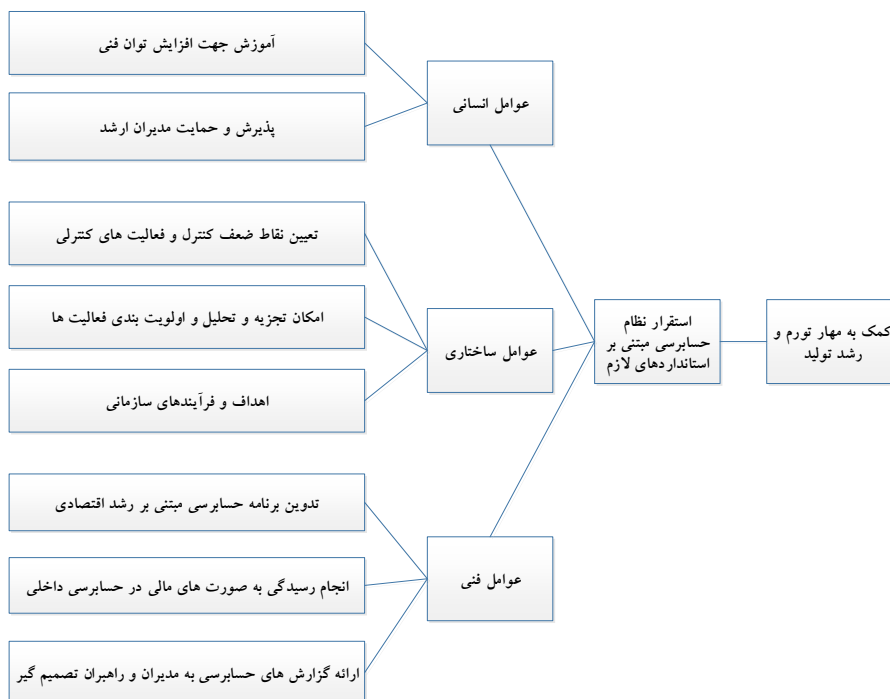 آموزش جهت افزایش توان فنی
پذیرش و حمایت مدیران ارشد
عوامل انسانی
تعیین نقاط ضعف کنترل و فعالیت های کنترلی
امکان تجزیه و تحلیل و اولویت بندی فعالیت ها
اهداف و فرآیندهای سازمانی
عوامل ساختاری
تدوین برنامه حسابرسی مبتنی بر رشد اقتصادی
انجام رسیدگی به صورت های مالی در حسابرسی داخلی
ارائه گزارش های حسابرسی به مدیران و راهبران تصمیم گیر
عوامل فنی
استقرار نظام
حسابرسی مبتنی بر
استانداردهای لازم
کمک به مهار تورم و
رشد تولید